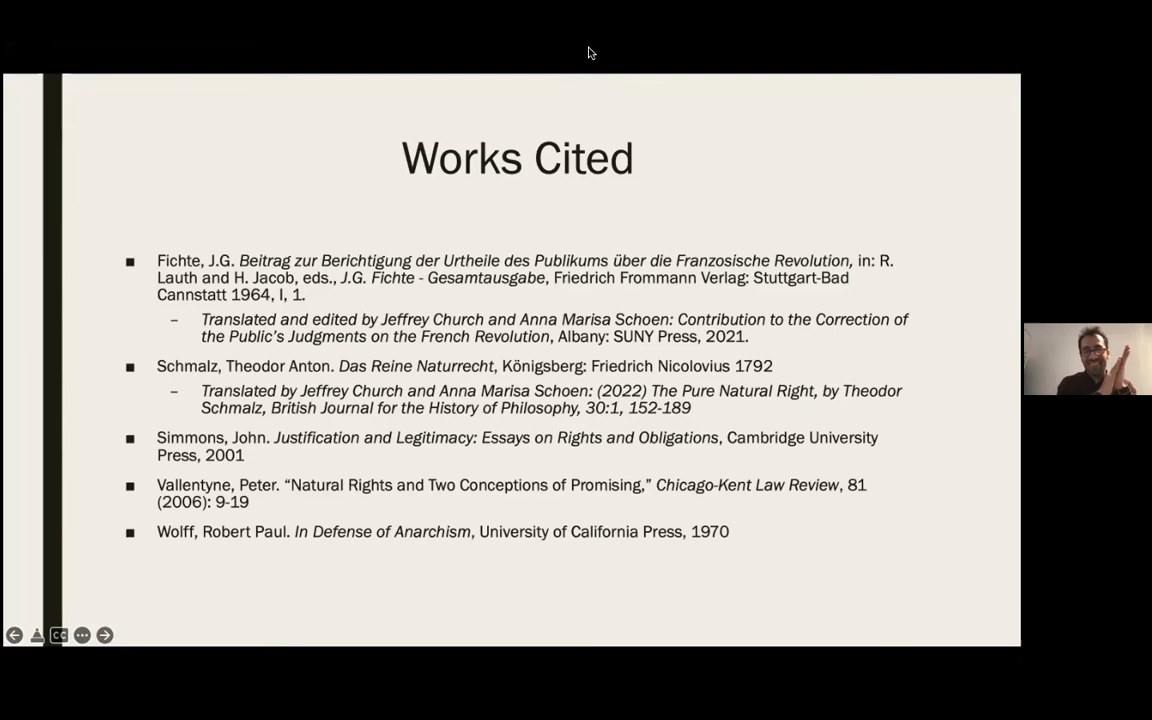 Works Cited
Fichte, J.G. Beitrag zur Berichtigung der Urtheile des Publikums über die Franzosische Revolution, in: R.
Lauth and H. Jacob, eds., J.G. Fichte - Gesamtausgabe, Friedrich Frommann Verlag: Stuttgart-Bad
Cannstatt 1964, I, 1.
– Translated and edited by Jeffrey Church and Anna Marisa Schoen: Contribution to the Correction of
the Public's Judgments on the French Revolution, Albany: SUNY Press, 2021.
Schmalz, Theodor Anton. Das Reine Naturrecht, Königsberg: Friedrich Nicolovius 1792
– Translated by Jeffrey Church and Anna Marisa Schoen: (2022) The Pure Natural Right, by Theodor
Schmalz, British Journal for the History of Philosophy, 30:1, 152-189
Simmons, John. Justification and Legitimacy: Essays on Rights and Obligations, Cambridge University
Press, 2001
Vallentyne, Peter. “Natural Rights and Two Conceptions of Promising,” Chicago-Kent Law Review, 81
(2006): 9-19
Wolff, Robert Paul. In Defense of Anarchism, University of California Press, 1970
CC